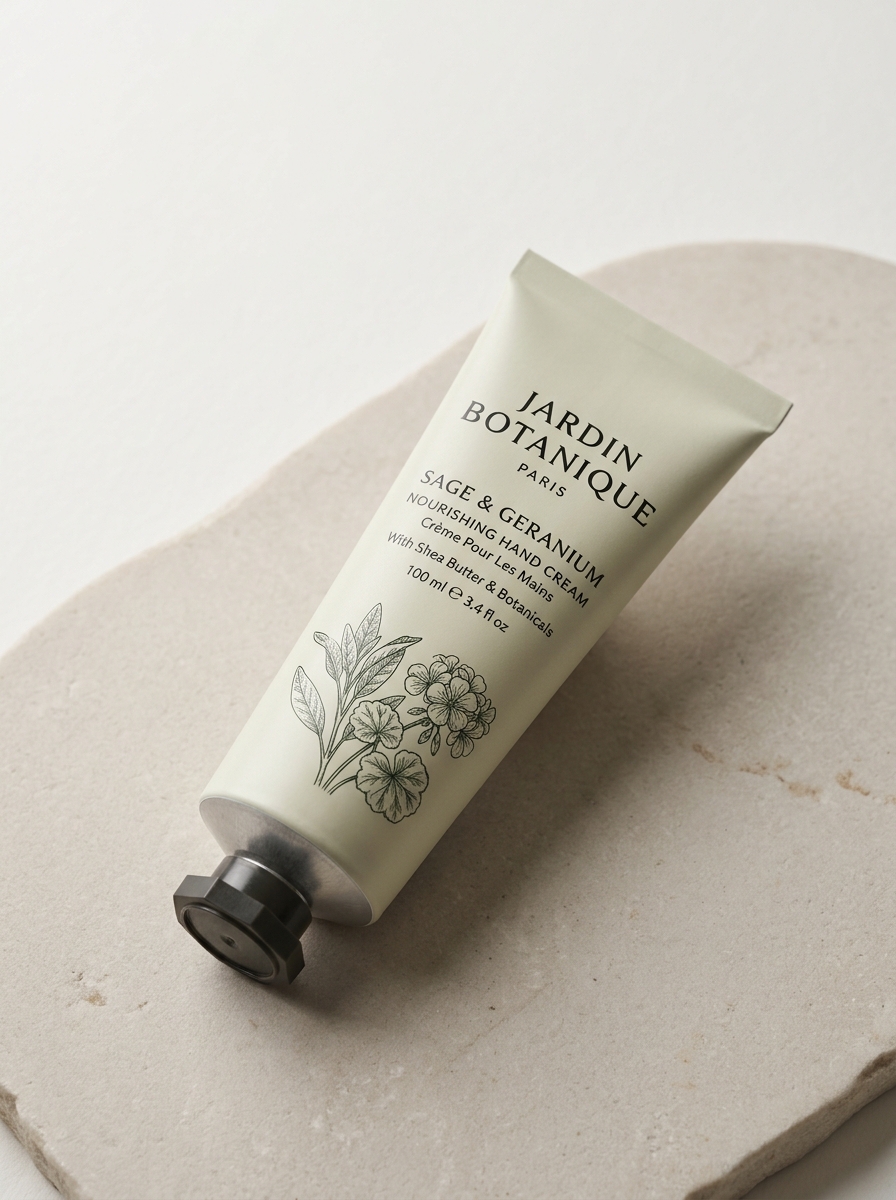 JARDIN
BOTANIQUE
PARIS
SAGE & GERANIUM
NOURISHING HAND CREAM
Crème Pour Les Mains
With Shea Butter & Botanicals
100 ml ℮ 3.4 fl oz